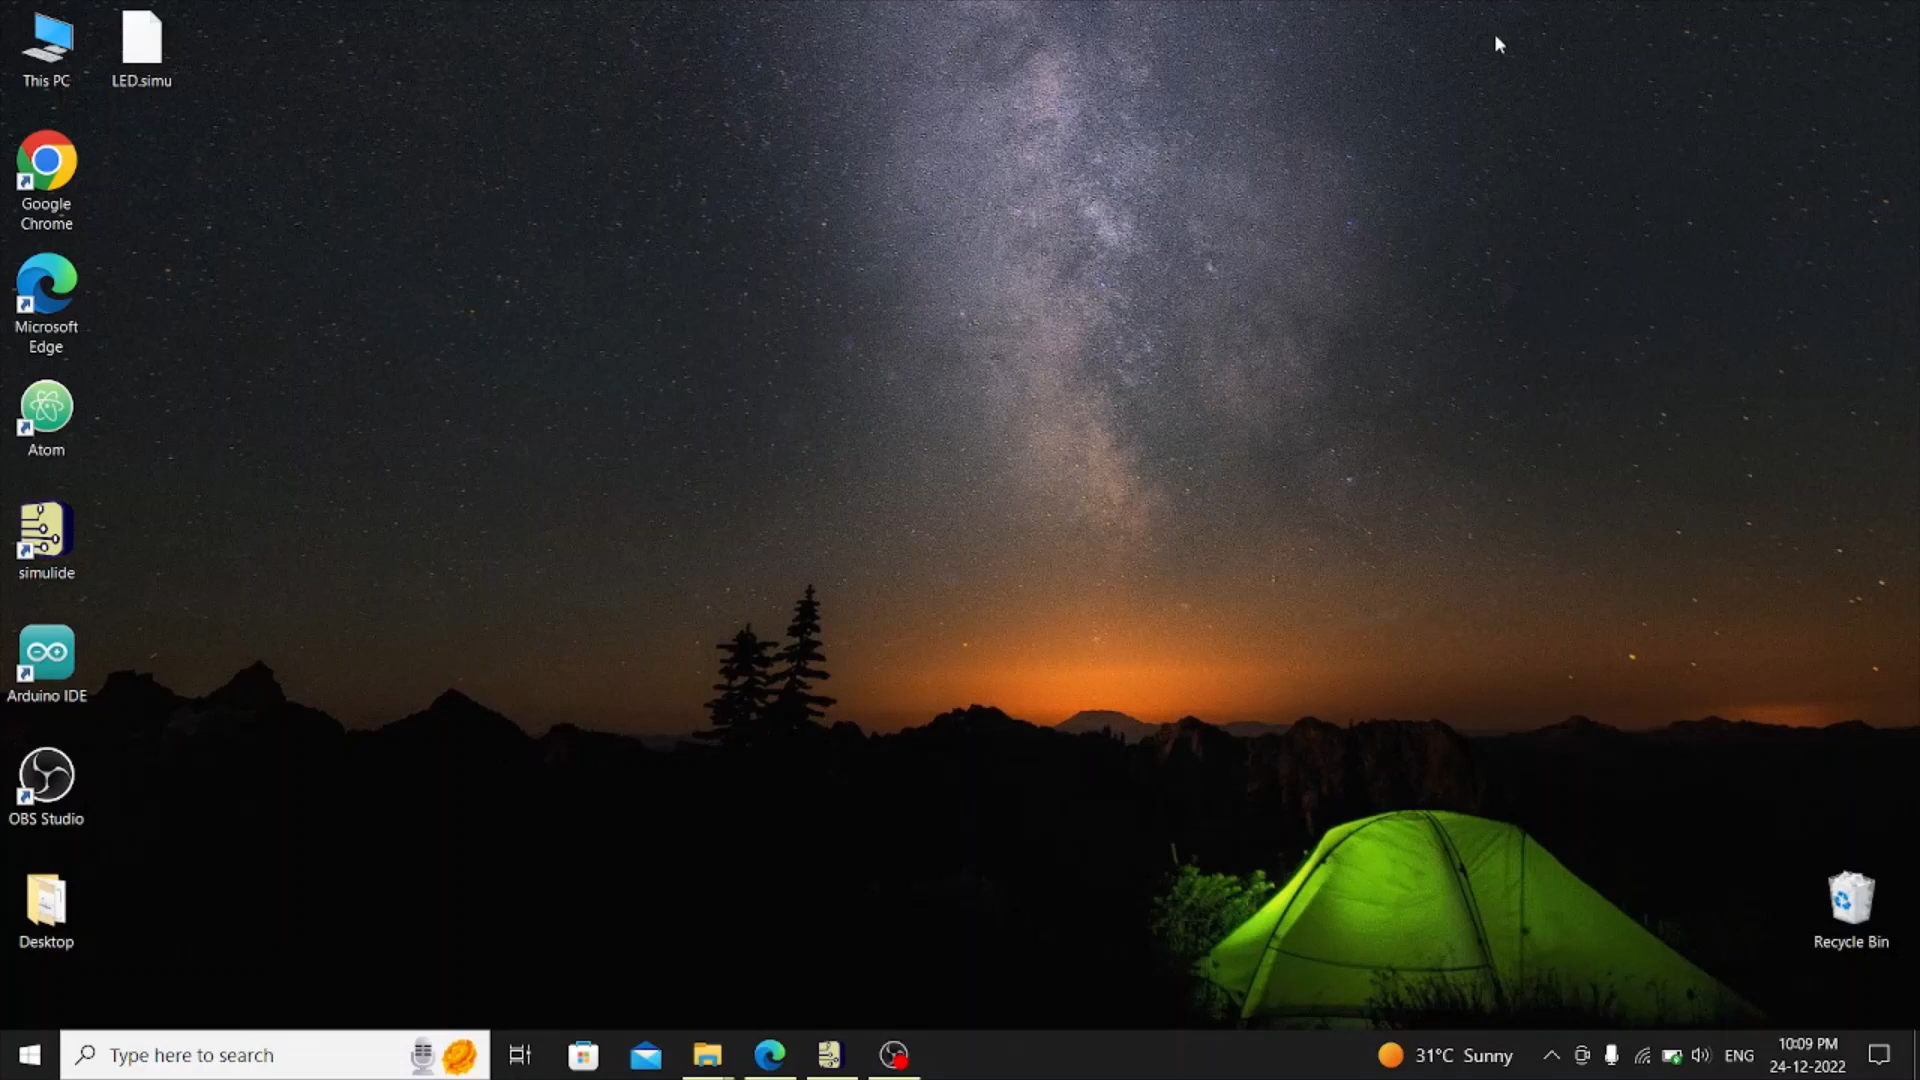 This PC
LED.simu
Google
Chrome
Microsoft
Edge
Atom
simulide
Arduino IDE
OBS Studio
Desktop
Recycle Bin
Type here to search
31°C Sunny
ENG
10:09 PM
24-12-2022